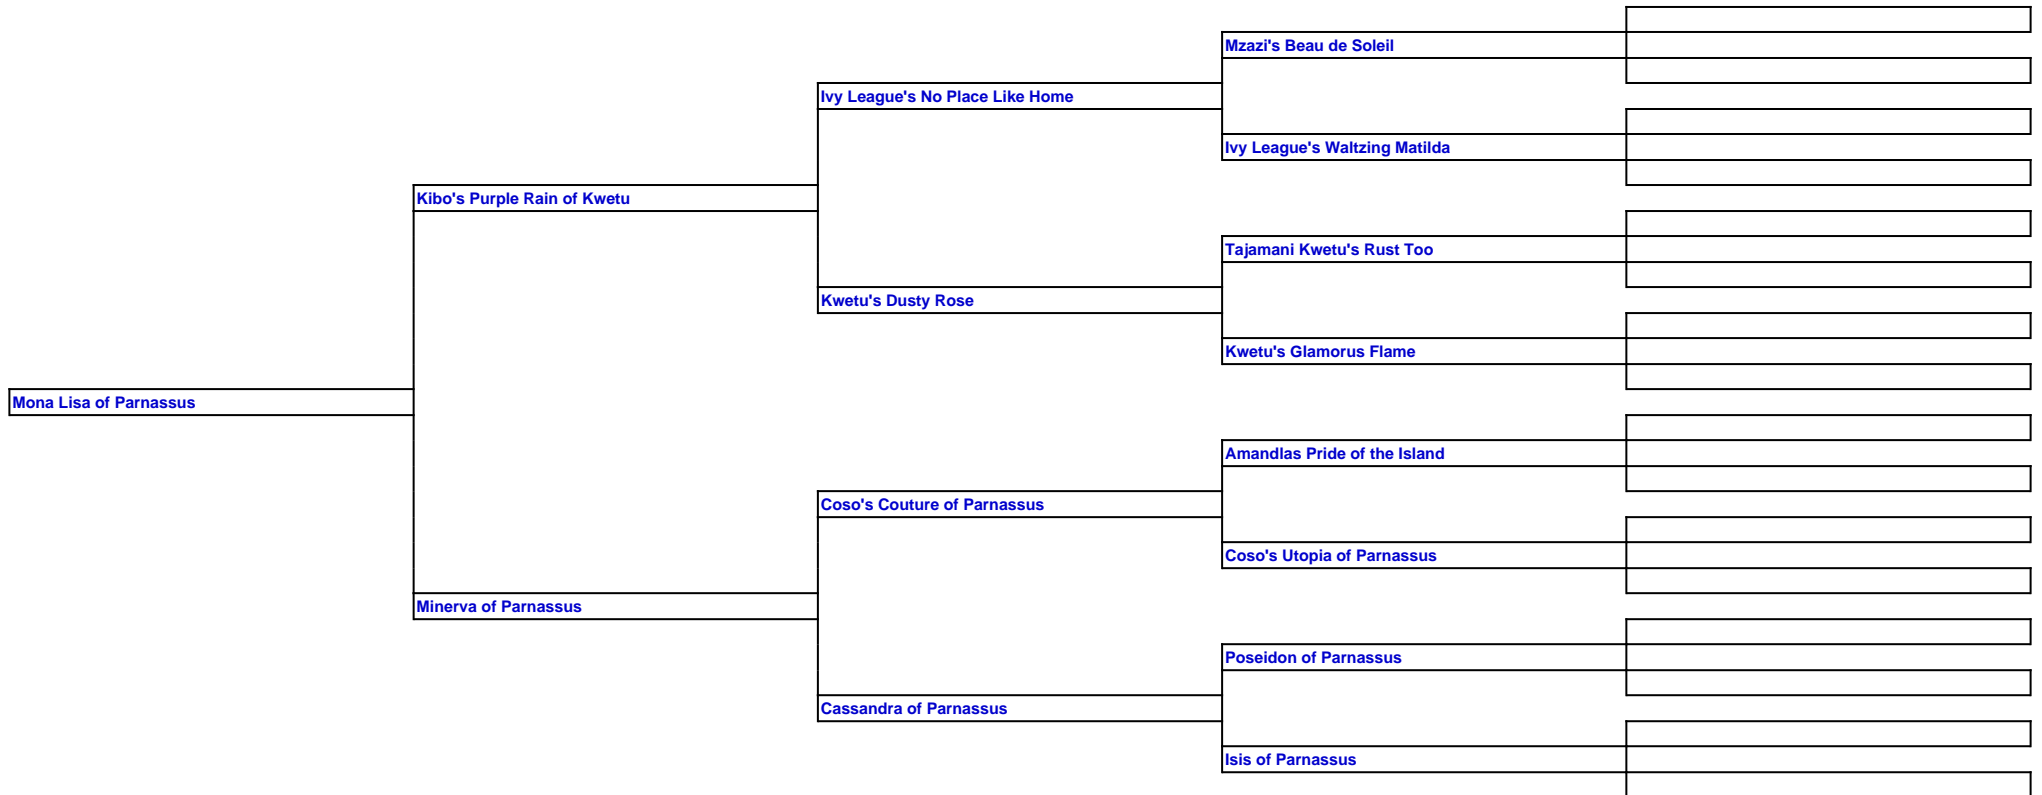 Mzazi's Beau de Soleil
Ivy League's No Place Like Home
Ivy League's Waltzing Matilda
Kibo's Purple Rain of Kwetu
Tajamani Kwetu's Rust Too
Kwetu's Dusty Rose
Kwetu's Glamorus Flame
Mona Lisa of Parnassus
Amandlas Pride of the Island
Coso's Couture of Parnassus
Coso's Utopia of Parnassus
Minerva of Parnassus
Poseidon of Parnassus
Cassandra of Parnassus
Isis of Parnassus